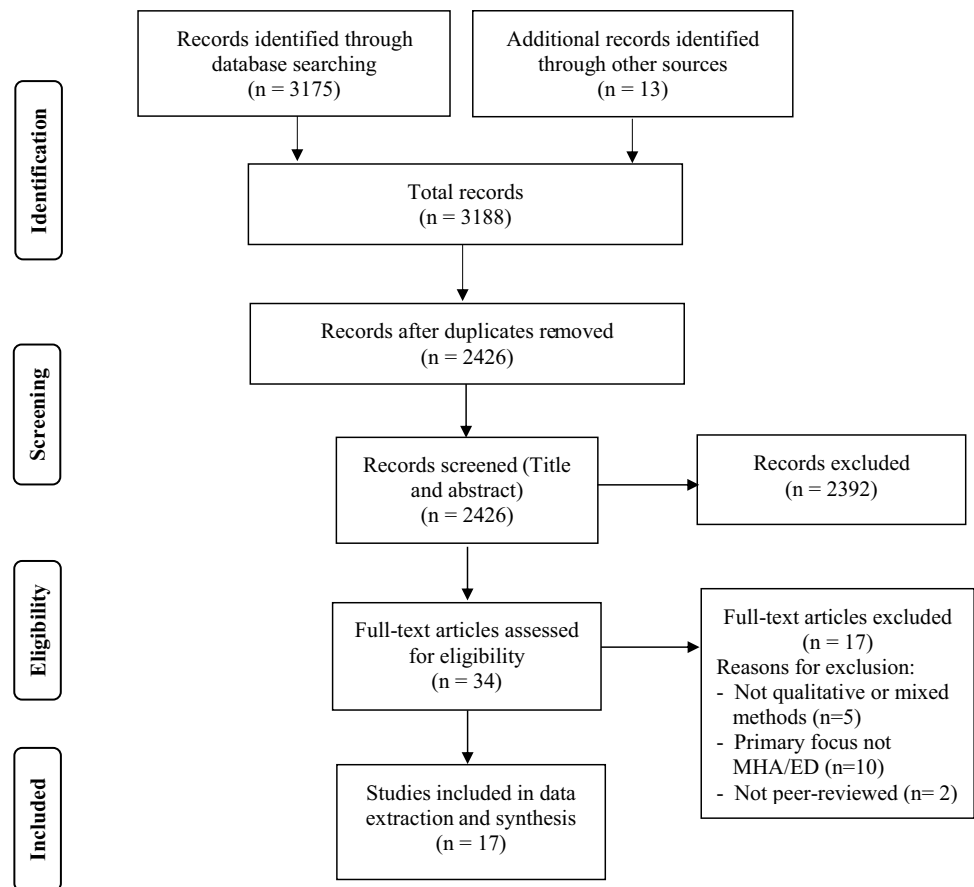 Records identified through
database searching
(n = 3175)
Additional records identified
through other sources
(n = 13)
Identification
Total records
(n = 3188)
Records after duplicates removed
(n = 2426)
Screening
Records screened (Title
and abstract)
(n = 2426)
Records excluded
(n = 2392)
Eligibility
Full-text articles assessed
for eligibility
(n = 34)
Full-text articles excluded
(n = 17)
Reasons for exclusion:
- Not qualitative or mixed
methods (n=5)
- Primary focus not
MHA/ED (n=10)
- Not peer-reviewed (n= 2)
Included
Studies included in data
extraction and synthesis
(n = 17)